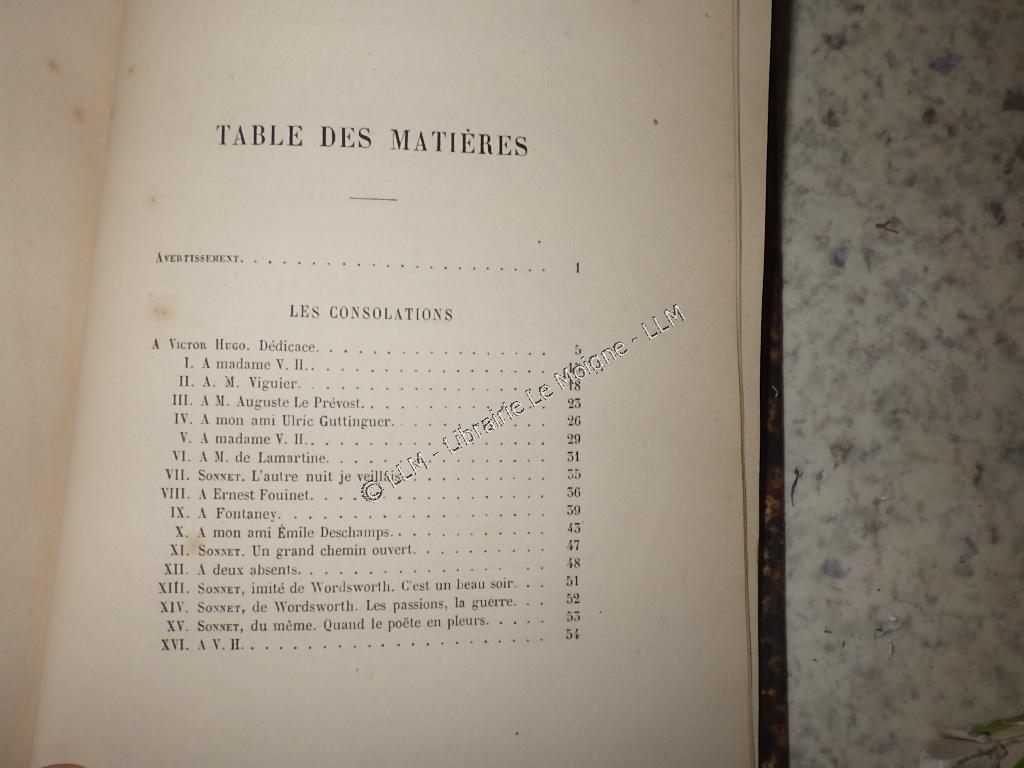 TABLE DES MATIÈRES
AVERTISSEMENT. . . . . . . . . . . . . . . . . . . . . . 1
LES CONSOLATIONS
A VICTOR HUGO. Dédicace. . . . . . . . . . . . . . . . . 5
I. A madame V. H. . . . . . . . . . . . . . . . . .
II. A. M. Viguier. . . . . . . . . . . . . . . . . . 18
III. A M. Auguste Le Prévost. . . . . . . . . . . . . 23
IV. A mon ami Ulric Guttinguer. . . . . . . . . . . . 26
V. A madame V. H. . . . . . . . . . . . . . . . . . 29
VI. A M. de Lamartine. . . . . . . . . . . . . . . . 31
VII. SONNET. L'autre nuit je veillais. . . . . . . . . 35
VIII. A Ernest Fouinet. . . . . . . . . . . . . . . . . 36
IX. A Fontaney. . . . . . . . . . . . . . . . . . . . 39
X. A mon ami Émile Deschamps. . . . . . . . . . . . 43
XI. SONNET. Un grand chemin ouvert. . . . . . . . . . 47
XII. A deux absents. . . . . . . . . . . . . . . . . . 48
XIII. SONNET, imité de Wordsworth. C'est un beau soir. . . 51
XIV. SONNET, de Wordsworth. Les passions, la guerre. . . 52
XV. SONNET, du même. Quand le poëte en pleurs. . . . . 53
XVI. A V. H. . . . . . . . . . . . . . . . . . . . . . 54
© LLM - Librairie Le Moigne - LLM